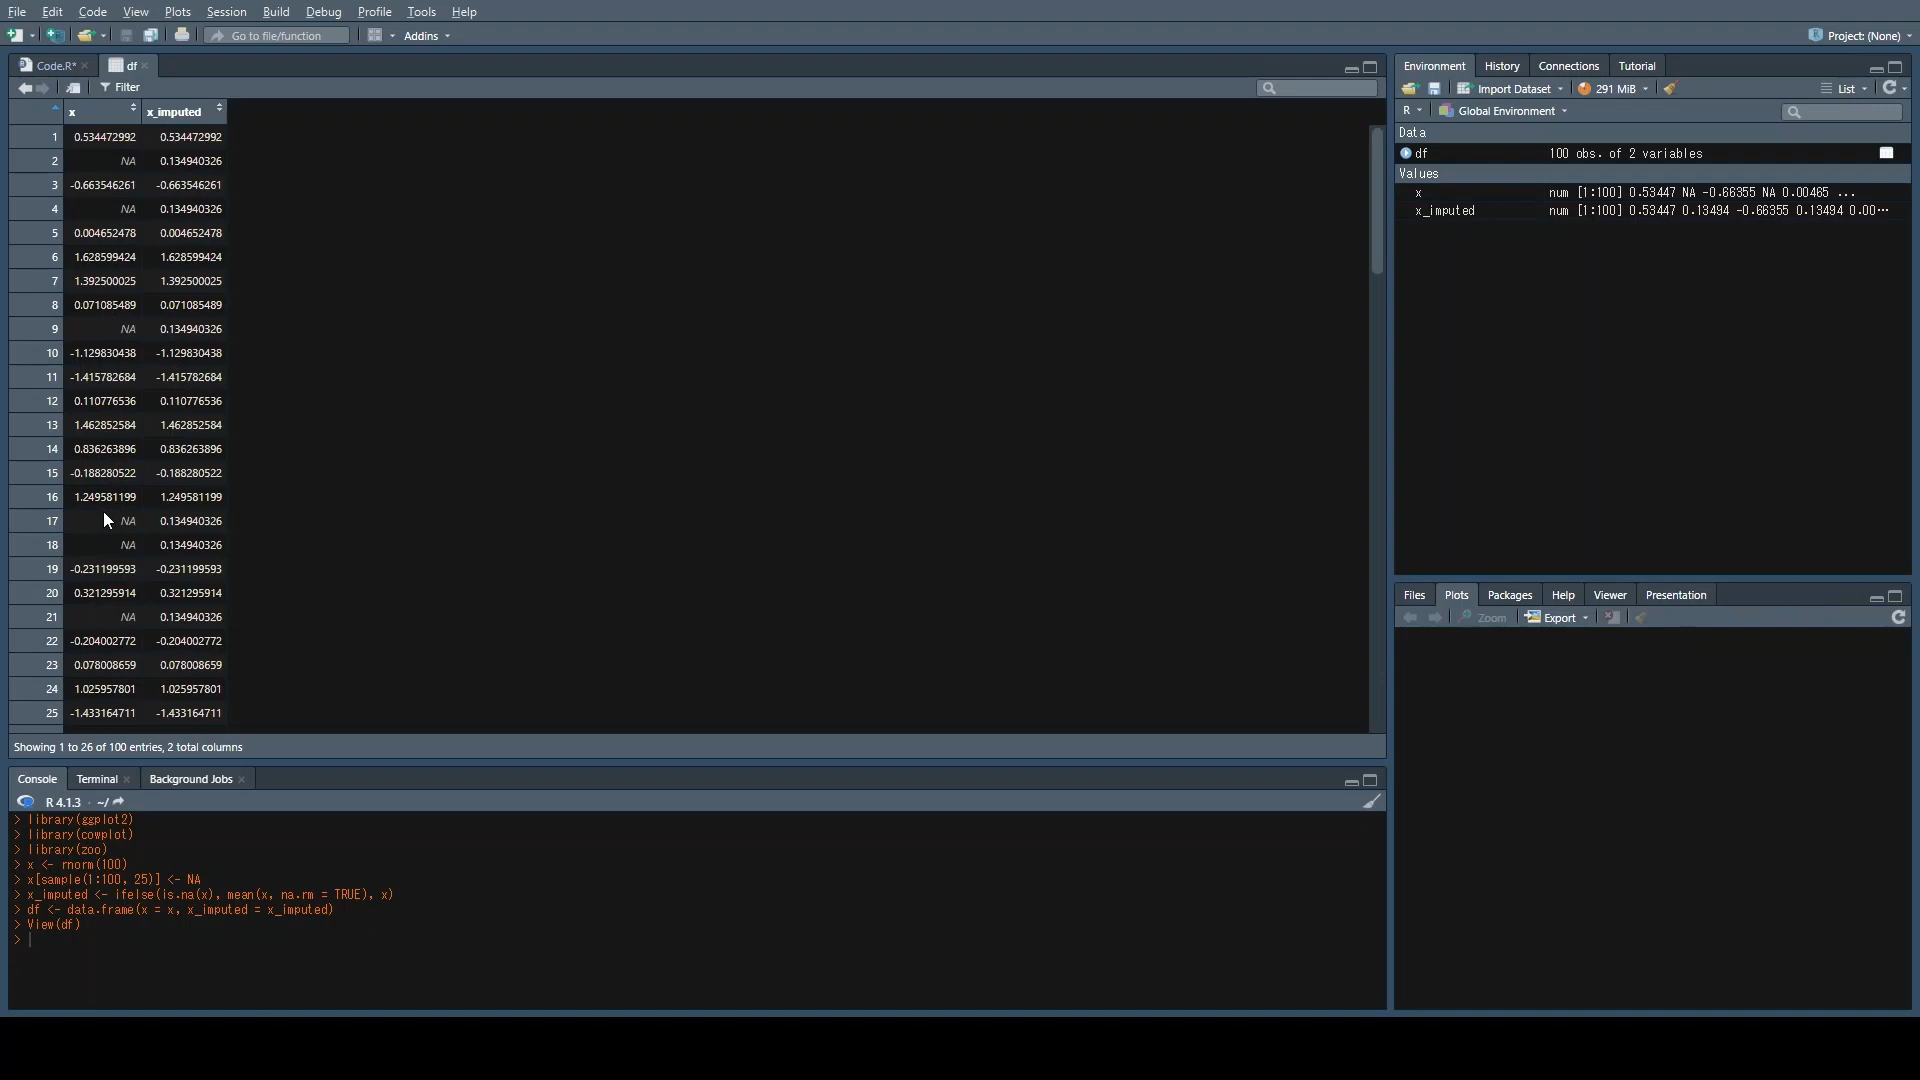 File Edit Code View Plots Session Build Debug Profile Tools Help
Go to file/function Addins Project: (None)
Code.R* df
Filter
x x_imputed
1 0.534472992 0.534472992
2 NA 0.134940326
3 -0.663546261 -0.663546261
4 NA 0.134940326
5 0.004652478 0.004652478
6 1.628599424 1.628599424
7 1.392500025 1.392500025
8 0.071085489 0.071085489
9 NA 0.134940326
10 -1.129830438 -1.129830438
11 -1.415782684 -1.415782684
12 0.110776536 0.110776536
13 1.462852584 1.462852584
14 0.836263896 0.836263896
15 -0.188280522 -0.188280522
16 1.249581199 1.249581199
17 NA 0.134940326
18 NA 0.134940326
19 -0.231199593 -0.231199593
20 0.321295914 0.321295914
21 NA 0.134940326
22 -0.204002772 -0.204002772
23 0.078008659 0.078008659
24 1.025957801 1.025957801
25 -1.433164711 -1.433164711
Showing 1 to 26 of 100 entries, 2 total columns
Console Terminal Background Jobs
R 4.1.3 · ~/
> library(ggplot2)
> library(cowplot)
> library(zoo)
> x <- rnorm(100)
> x[sample(1:100, 25)] <- NA
> x_imputed <- ifelse(is.na(x), mean(x, na.rm = TRUE), x)
> df <- data.frame(x = x, x_imputed = x_imputed)
> View(df)
>
Environment History Connections Tutorial
Import Dataset 291 MiB List
R Global Environment
Data
df 100 obs. of 2 variables
Values
x num [1:100] 0.53447 NA -0.66355 NA 0.00465 ...
x_imputed num [1:100] 0.53447 0.13494 -0.66355 0.13494 0.00…
Files Plots Packages Help Viewer Presentation
Zoom Export